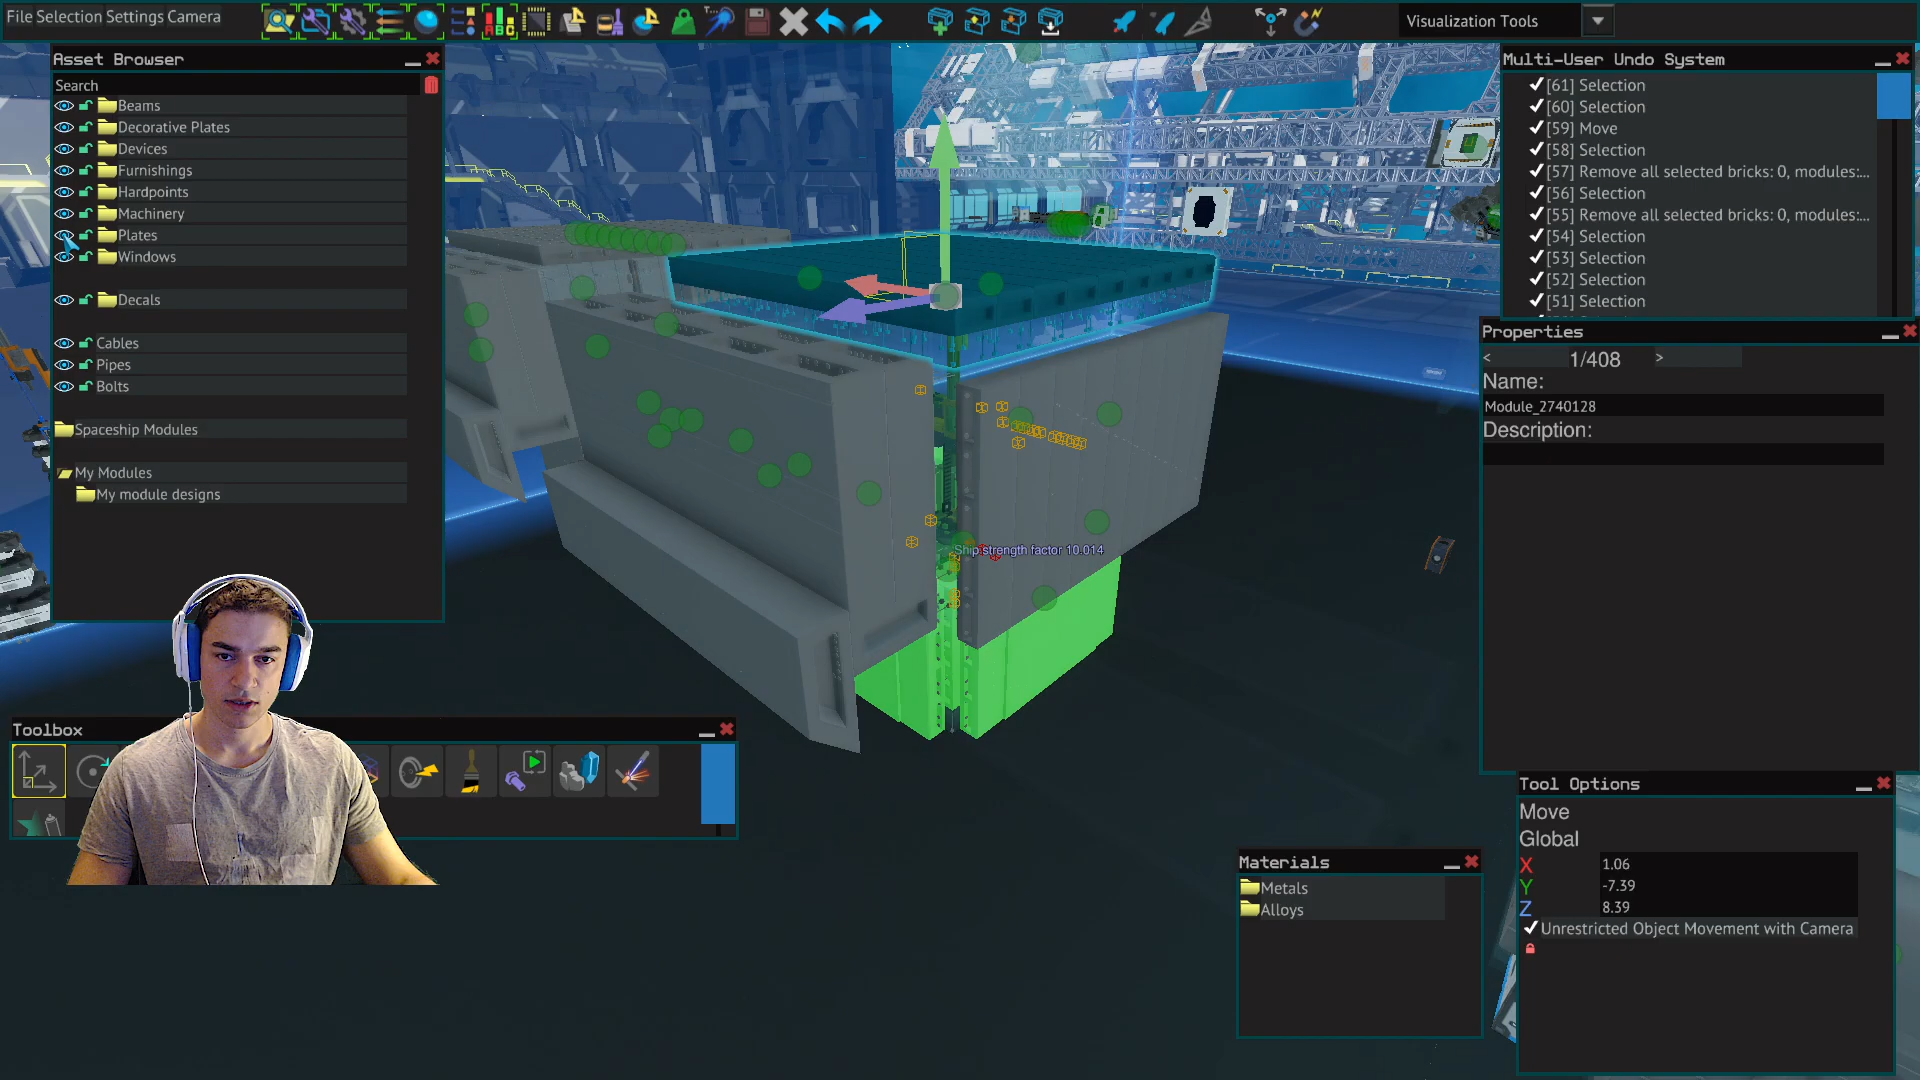 File Selection Settings Camera
Visualization Tools
Asset Browser
Search
Beams
Decorative Plates
Devices
Furnishings
Hardpoints
Machinery
Plates
Windows
Decals
Cables
Pipes
Bolts
Spaceship Modules
My Modules
My module designs
Multi-User Undo System
[61] Selection
[60] Selection
[59] Move
[58] Selection
[57] Remove all selected bricks: 0, modules:...
[56] Selection
[55] Remove all selected bricks: 0, modules:...
[54] Selection
[53] Selection
[52] Selection
[51] Selection
Properties
< 1/408 >
Name:
Module_2740128
Description:
Ship strength factor 10.014
Toolbox
Tool Options
Move
Global
X 1.06
Y -7.39
Z 8.39
Unrestricted Object Movement with Camera
Materials
Metals
Alloys